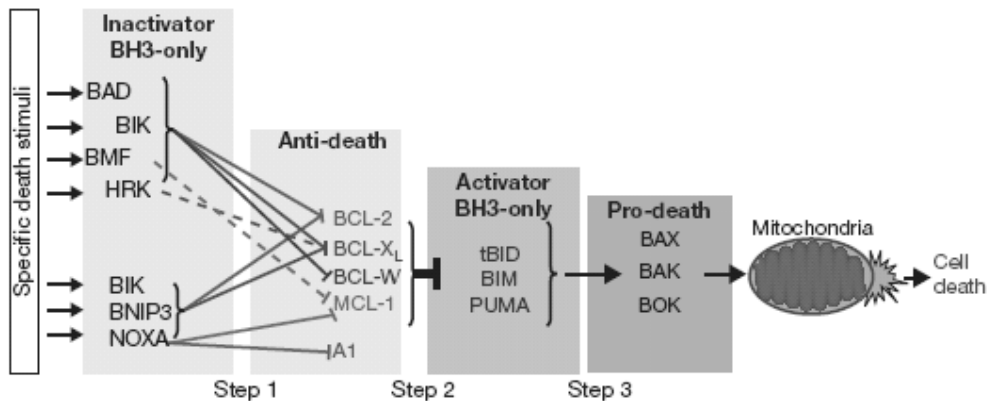 Specific death stimuli
Inactivator
BH3-only
BAD
BIK
BMF
HRK
BIK
BNIP3
NOXA
Anti-death
BCL-2
BCL-XL
BCL-W
MCL-1
A1
Activator
BH3-only
tBID
BIM
PUMA
Pro-death
BAX
BAK
BOK
Mitochondria
Cell
death
Step 1
Step 2
Step 3